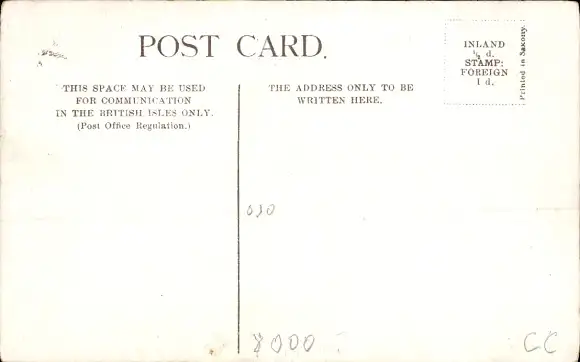 POST CARD.
THIS SPACE MAY BE USED
FOR COMMUNICATION
IN THE BRITISH ISLES ONLY.
(Post Office Regulation.)
THE ADDRESS ONLY TO BE
WRITTEN HERE.
INLAND
½ d.
STAMP:
FOREIGN
1 d.
Printed in Saxony.
030
8000
CC